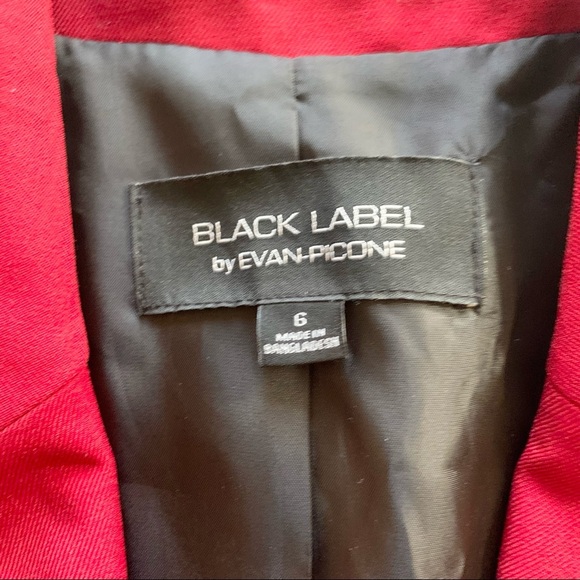 BLACK LABEL
by EVAN-PICONE
6
MADE IN
BANGLADESH